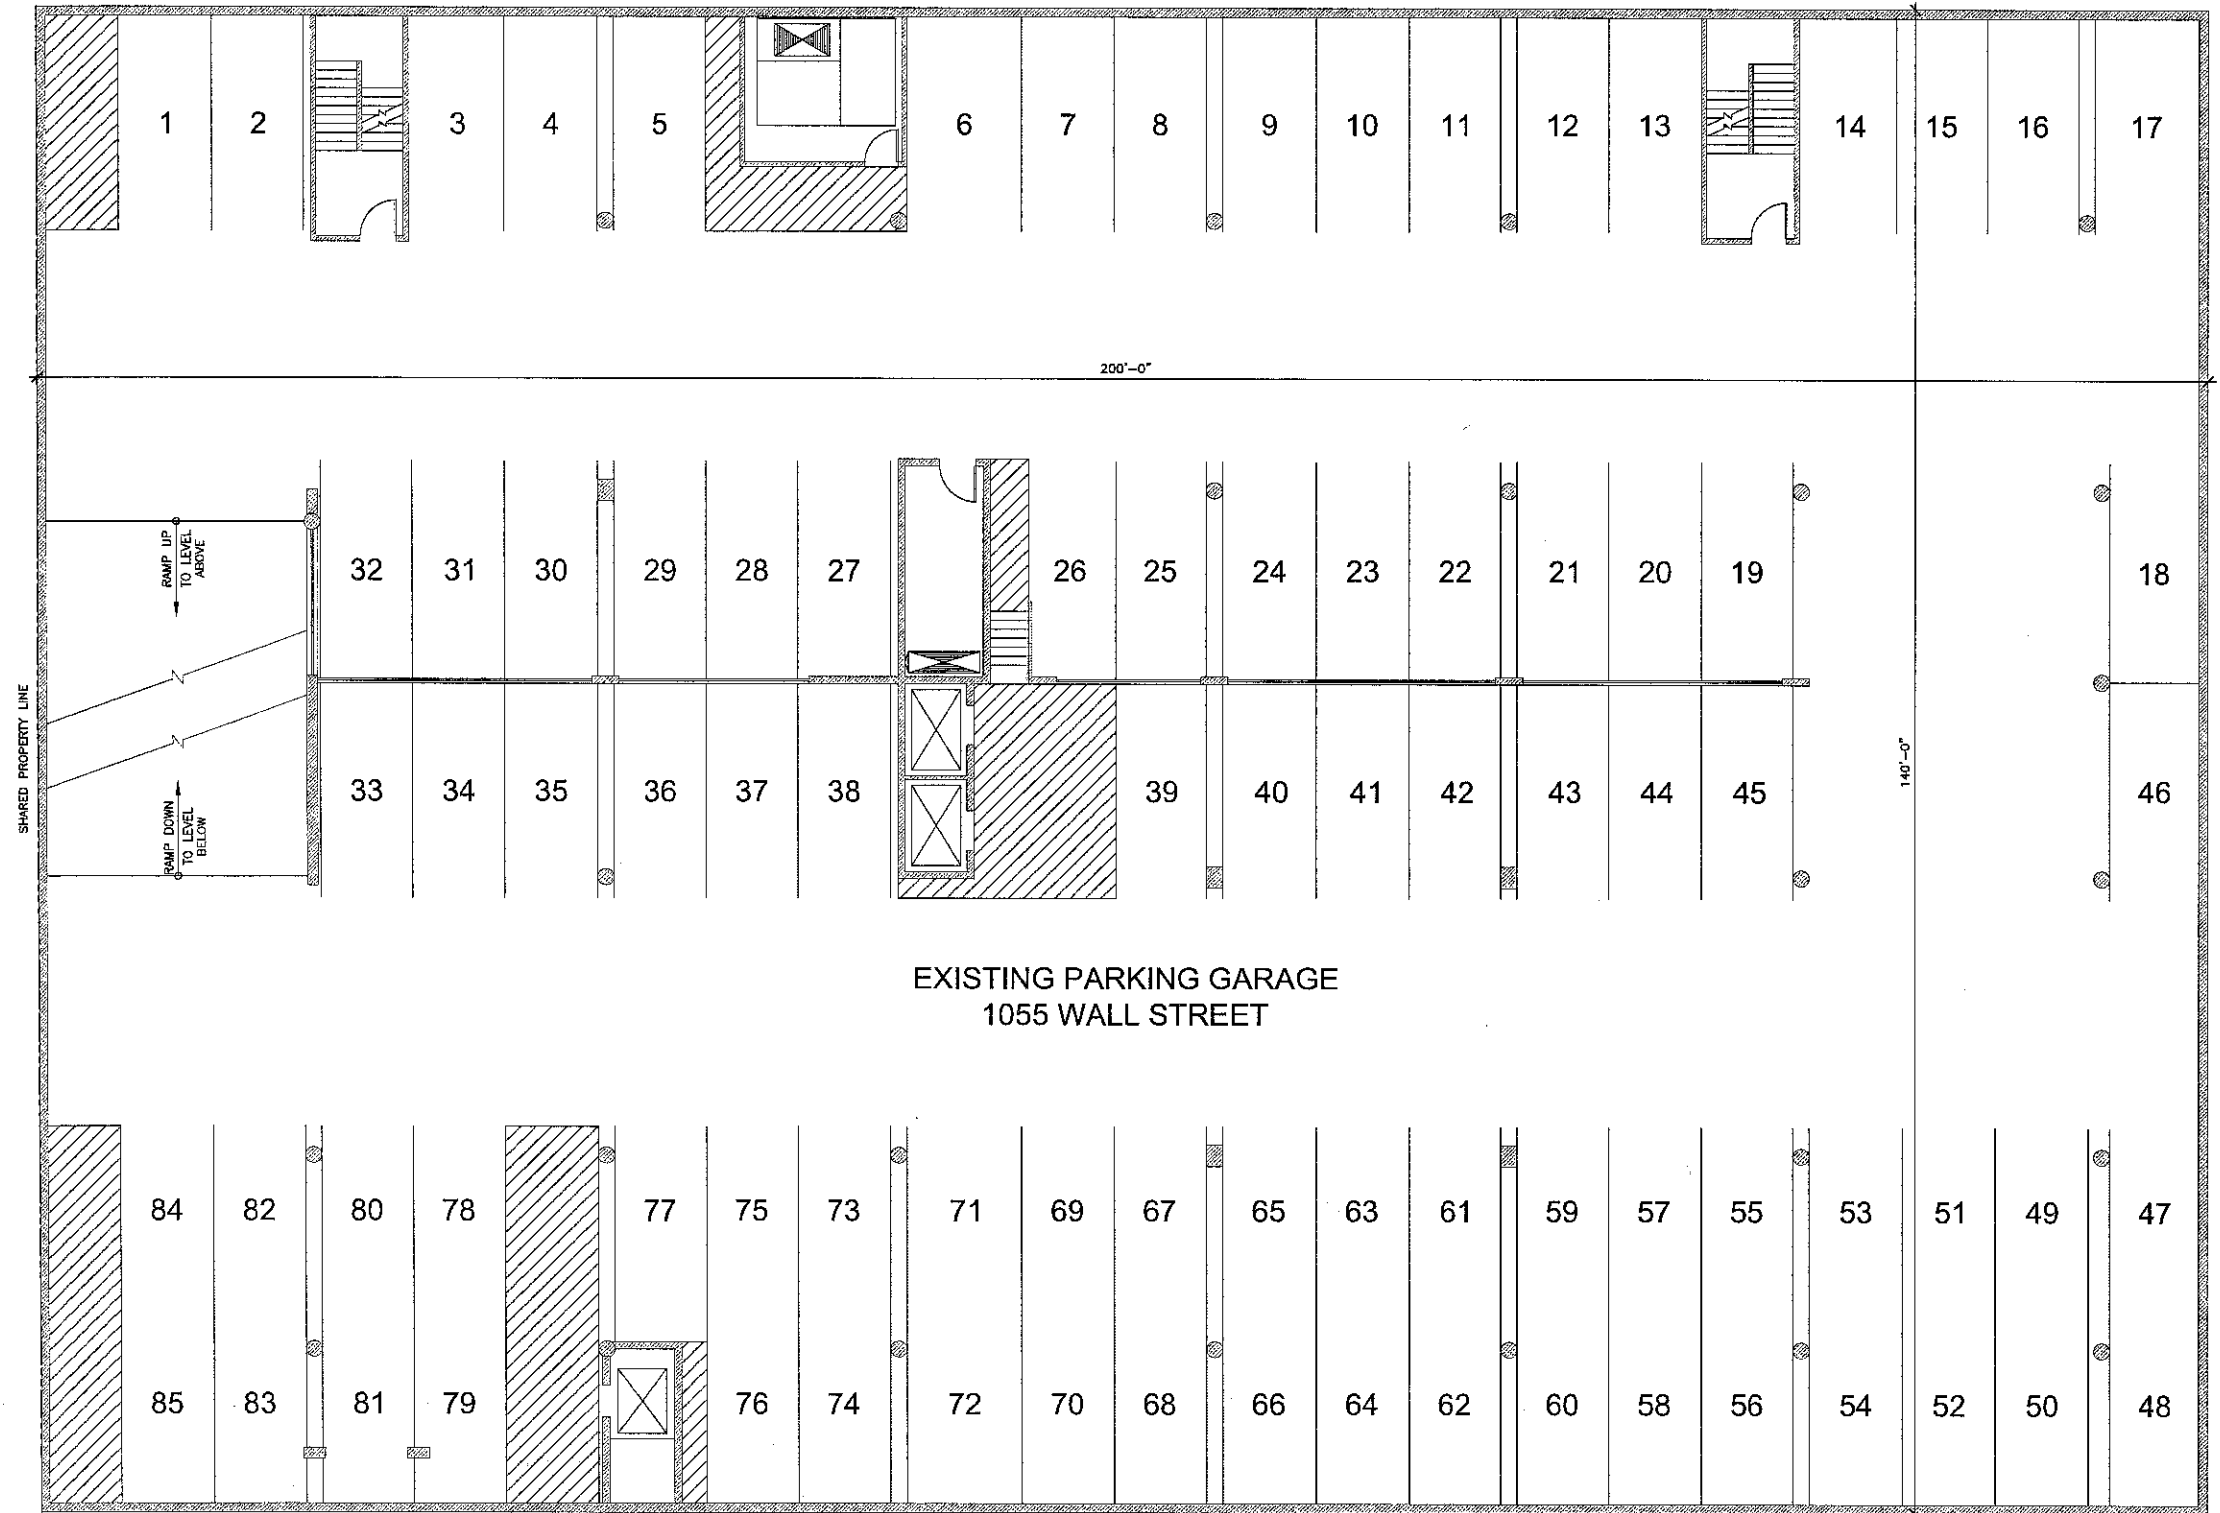 1 2 3 4 5 6 7 8 9 10 11 12 13 14 15 16 17
200'-0"
RAMP UP
TO LEVEL
ABOVE
32 31 30 29 28 27 26 25 24 23 22 21 20 19 18
SHARED PROPERTY LINE
140'-0"
33 34 35 36 37 38 39 40 41 42 43 44 45 46
RAMP DOWN
TO LEVEL
BELOW
EXISTING PARKING GARAGE
1055 WALL STREET
84 82 80 78 77 75 73 71 69 67 65 63 61 59 57 55 53 51 49 47
85 83 81 79 76 74 72 70 68 66 64 62 60 58 56 54 52 50 48